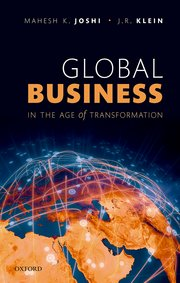 MAHESH K. JOSHI • J.R. KLEIN
GLOBAL
BUSINESS
IN THE AGE of TRANSFORMATION
OXFORD